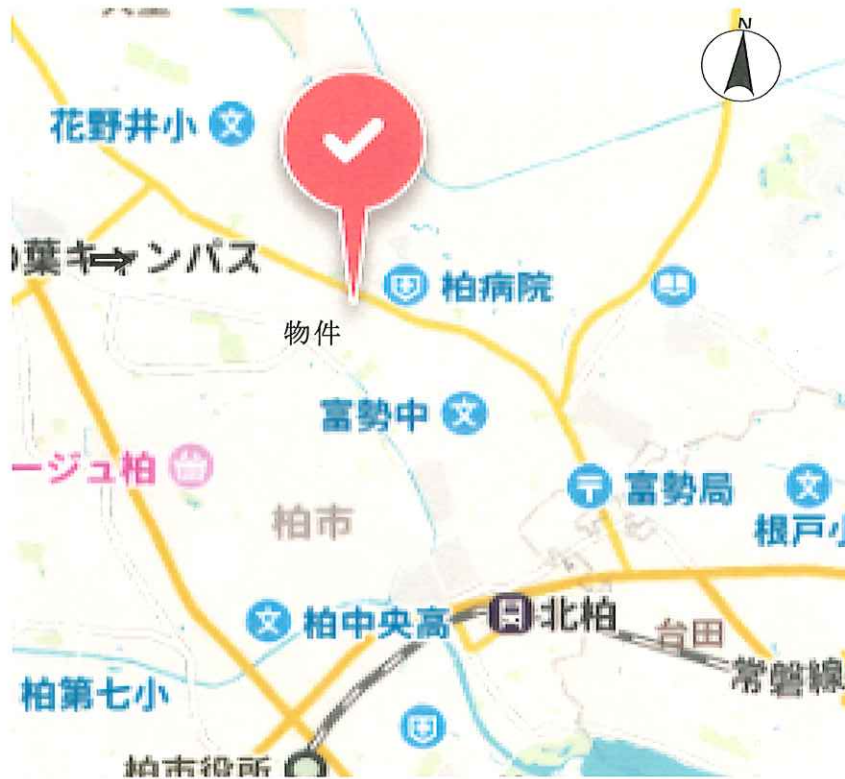 N
花野井小
葉キャンパス
柏病院
物件
富勢中
ージュ柏
富勢局
柏市
根戸小
柏中央高
北柏
台田
常磐線
柏第七小
柏市役所